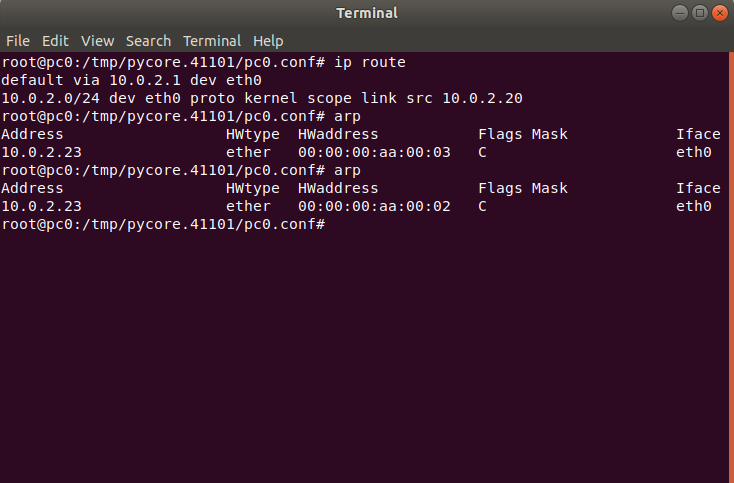 Terminal
File Edit View Search Terminal Help
root@pc0:/tmp/pycore.41101/pc0.conf# ip route
default via 10.0.2.1 dev eth0
10.0.2.0/24 dev eth0 proto kernel scope link src 10.0.2.20
root@pc0:/tmp/pycore.41101/pc0.conf# arp
Address                  HWtype  HWaddress           Flags Mask            Iface
10.0.2.23                ether   00:00:00:aa:00:03   C                     eth0
root@pc0:/tmp/pycore.41101/pc0.conf# arp
Address                  HWtype  HWaddress           Flags Mask            Iface
10.0.2.23                ether   00:00:00:aa:00:02   C                     eth0
root@pc0:/tmp/pycore.41101/pc0.conf#